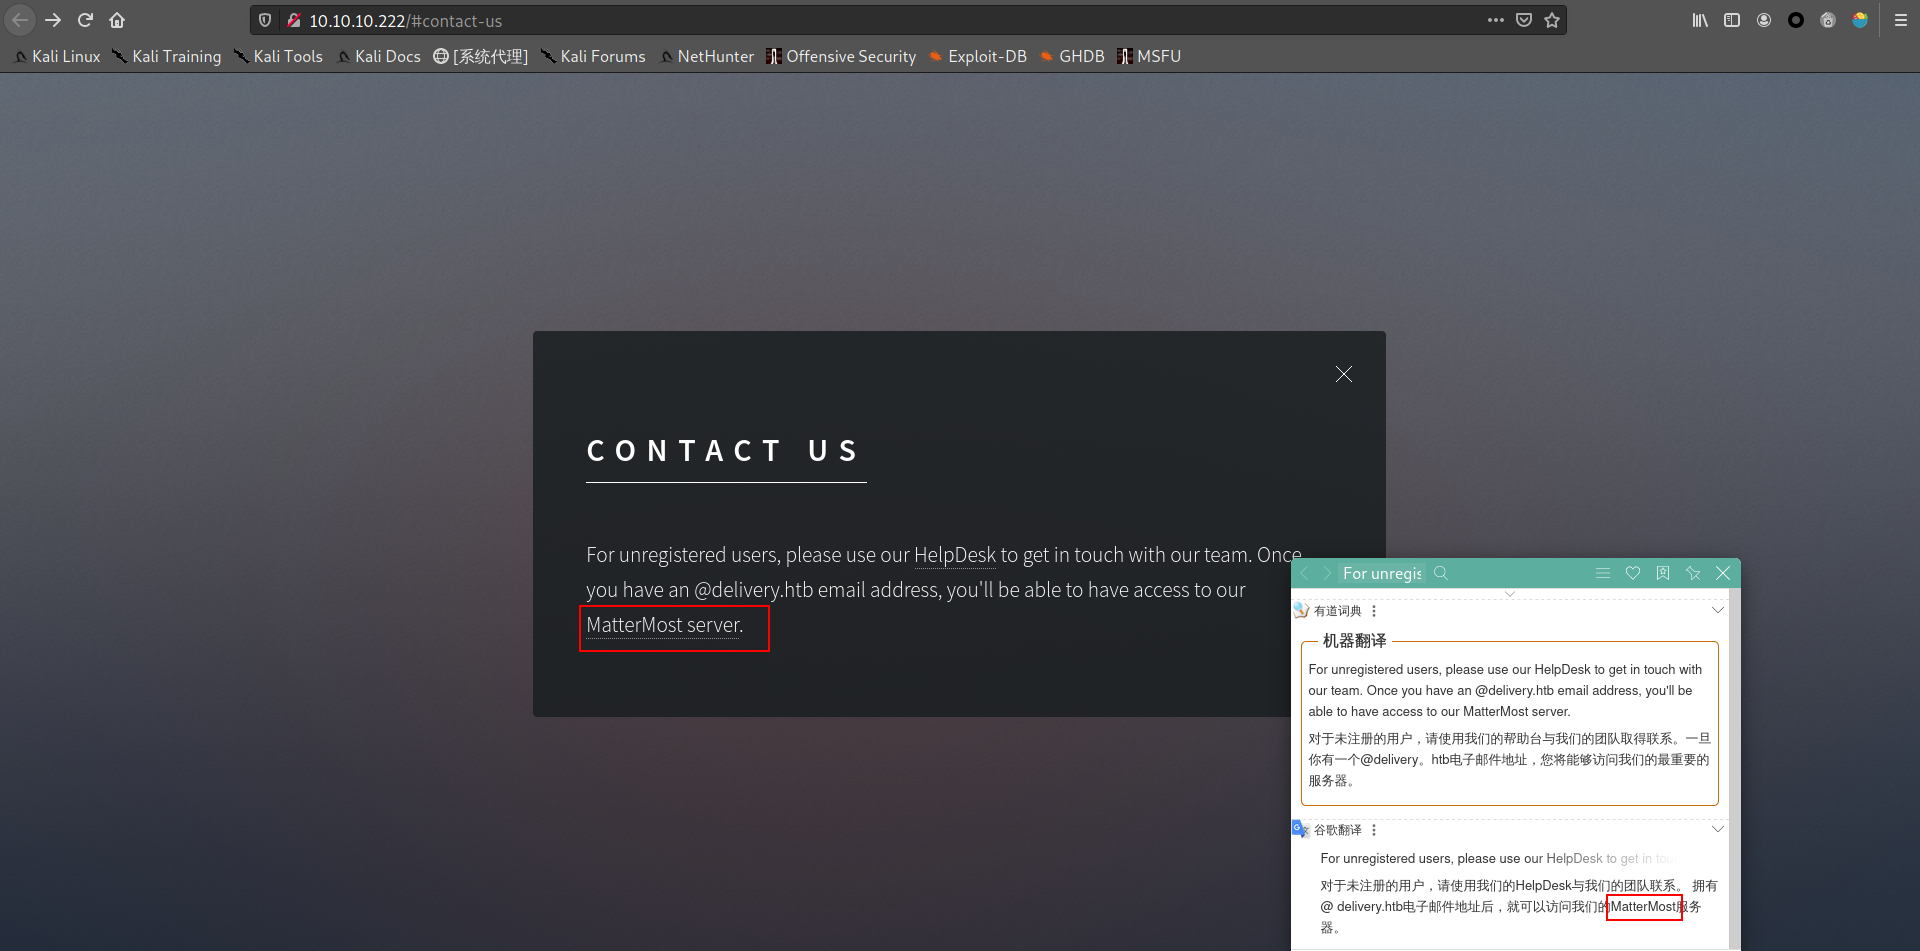 10.10.10.222/#contact-us
Kali Linux Kali Training Kali Tools Kali Docs [系统代理] Kali Forums NetHunter Offensive Security Exploit-DB GHDB MSFU
CONTACT US
For unregistered users, please use our HelpDesk to get in touch with our team. Once
you have an @delivery.htb email address, you'll be able to have access to our
MatterMost server.
For unregis
有道词典
机器翻译
For unregistered users, please use our HelpDesk to get in touch with
our team. Once you have an @delivery.htb email address, you'll be
able to have access to our MatterMost server.
对于未注册的用户，请使用我们的帮助台与我们的团队取得联系。一旦
你有一个@delivery。htb电子邮件地址，您将能够访问我们的最重要的
服务器。
谷歌翻译
For unregistered users, please use our HelpDesk to get in tou
对于未注册的用户，请使用我们的HelpDesk与我们的团队联系。 拥有
@ delivery.htb电子邮件地址后，就可以访问我们的MatterMost服务
器。